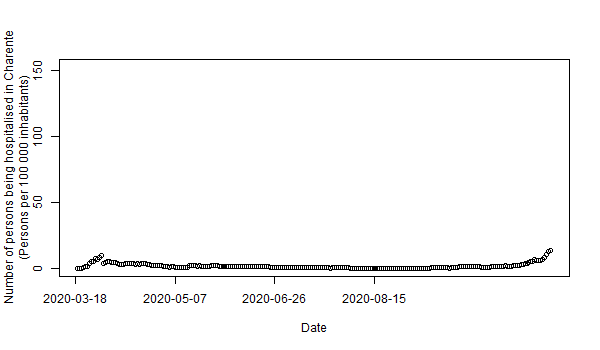 Number of persons being hospitalised in Charente
(Persons per 100 000 inhabitants)
150
100
50
0
2020-03-18
2020-05-07
2020-06-26
2020-08-15
Date